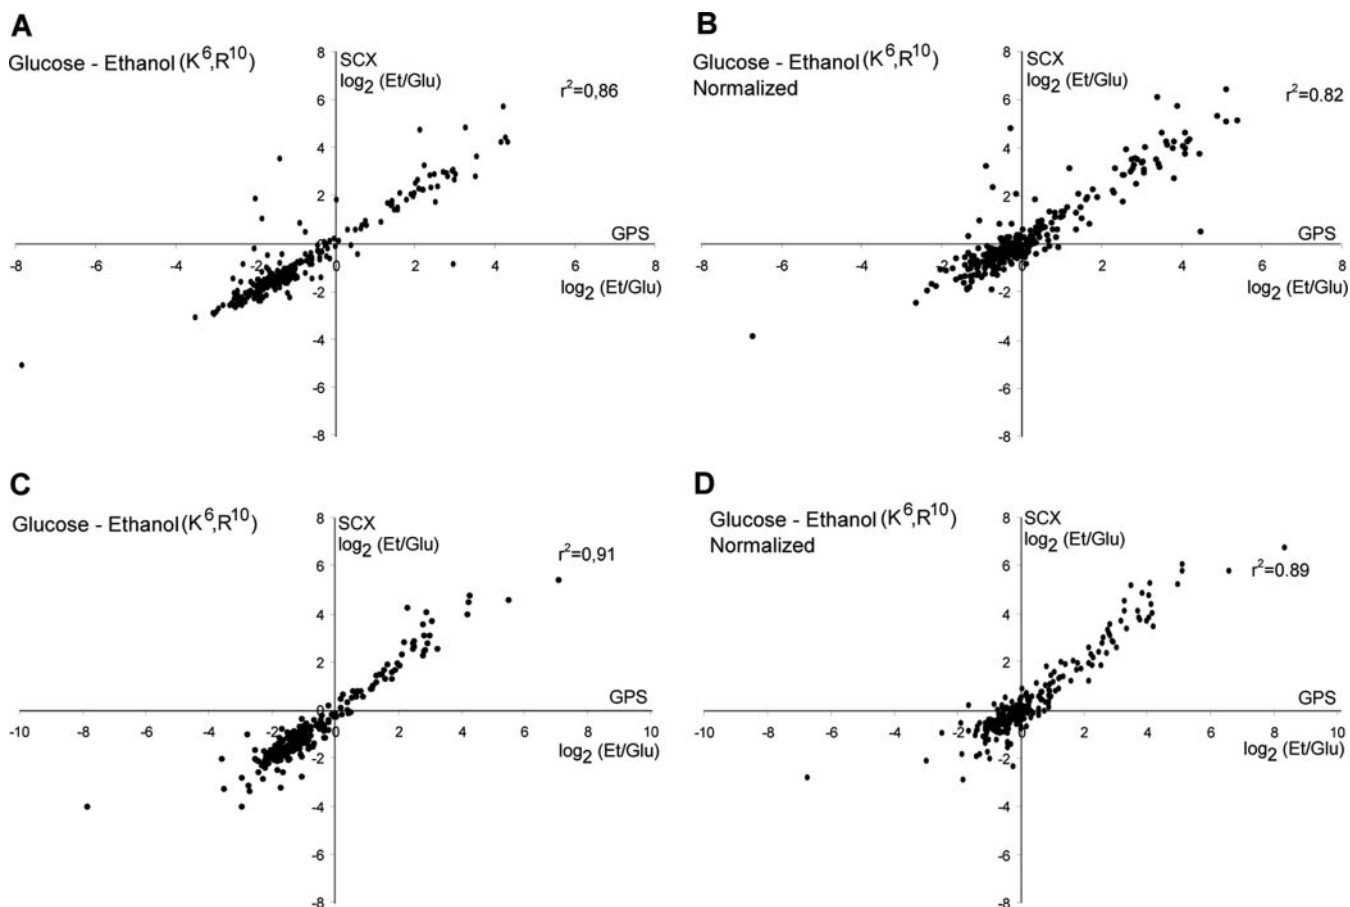 A
Glucose - Ethanol (K6,R10)
SCX
log2 (Et/Glu)
r2=0,86
8
6
4
2
0
-2
-4
-6
-8
-8
-6
-4
-2
0
2
4
6
8
GPS
log2 (Et/Glu)
B
Glucose - Ethanol (K6,R10)
Normalized
SCX
log2 (Et/Glu)
r2=0.82
8
6
4
2
0
-2
-4
-6
-8
-8
-6
-4
-2
0
2
4
6
8
GPS
log2 (Et/Glu)
C
Glucose - Ethanol (K6,R10)
SCX
log2 (Et/Glu)
r2=0,91
8
6
4
2
0
-2
-4
-6
-8
-10
-8
-6
-4
-2
0
2
4
6
8
10
GPS
log2 (Et/Glu)
D
Glucose - Ethanol (K6,R10)
Normalized
SCX
log2 (Et/Glu)
r2=0.89
8
6
4
2
0
-2
-4
-6
-8
-10
-8
-6
-4
-2
0
2
4
6
8
10
GPS
log2 (Et/Glu)